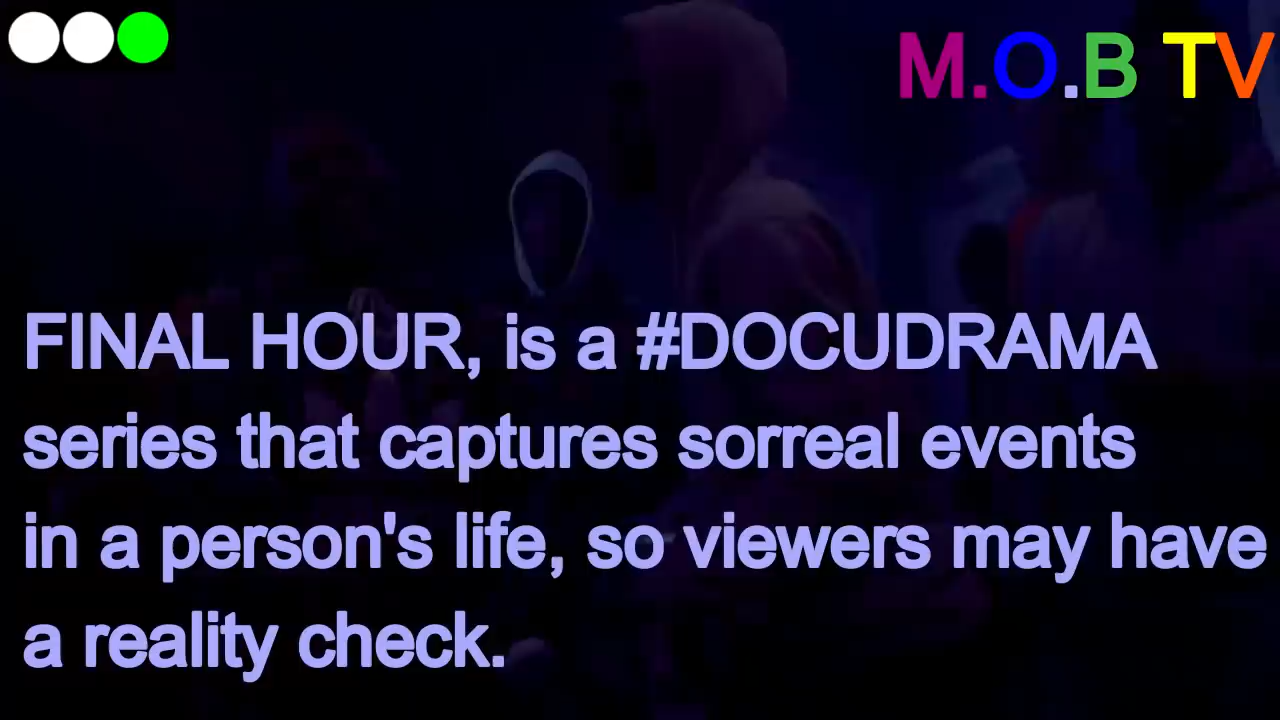 M.O.B TV
FINAL HOUR, is a #DOCUDRAMA
series that captures sorreal events
in a person's life, so viewers may have
a reality check.